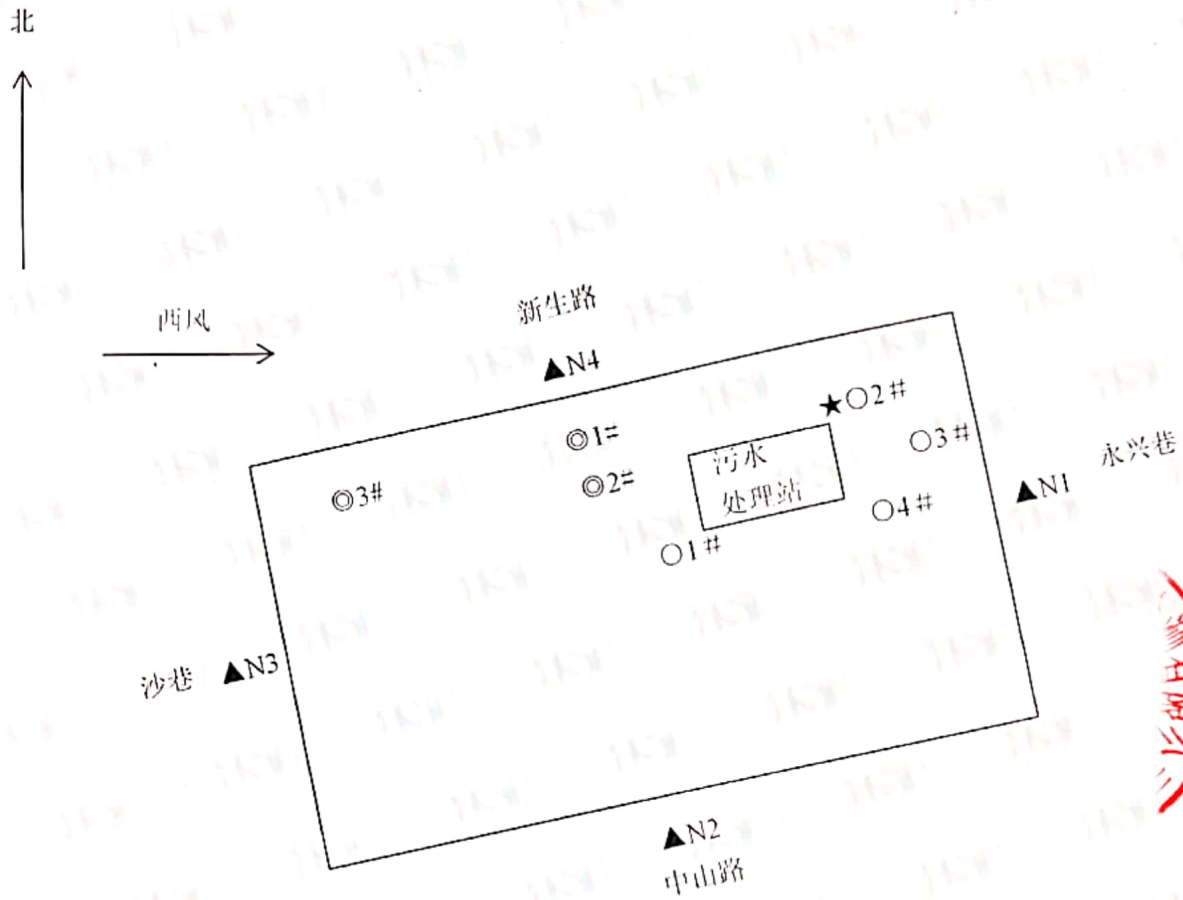 北
西风
新生路
▲N4
★○2#
◎1#
○3#
永兴巷
污水
◎2#
◎3#
▲N1
处理站
○4#
○1#
沙巷
▲N3
▲N2
中山路